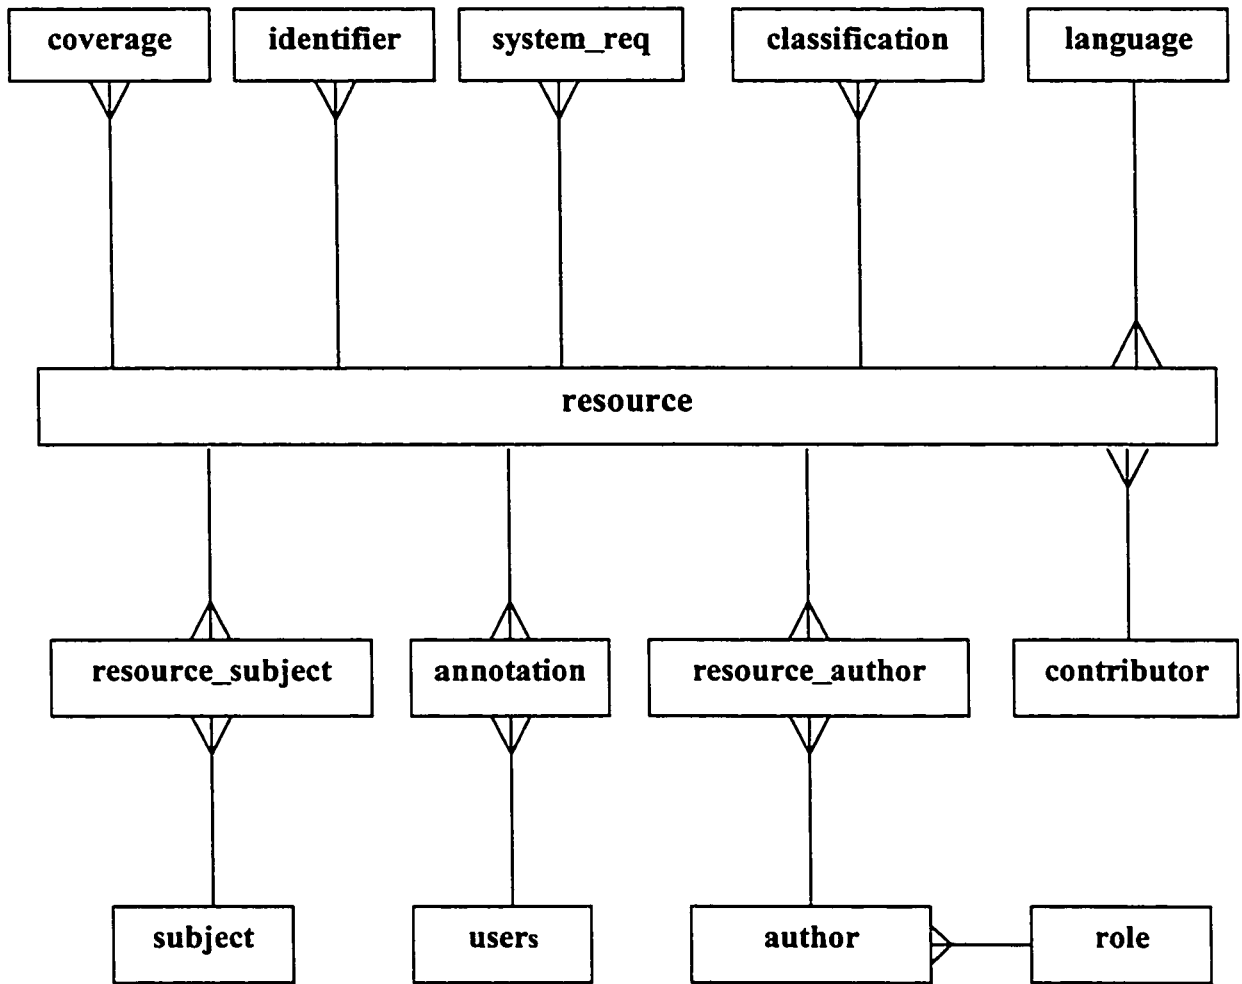 coverage
identifier
system_req
classification
language
resource
resource_subject
annotation
resource_author
contributor
subject
users
author
role